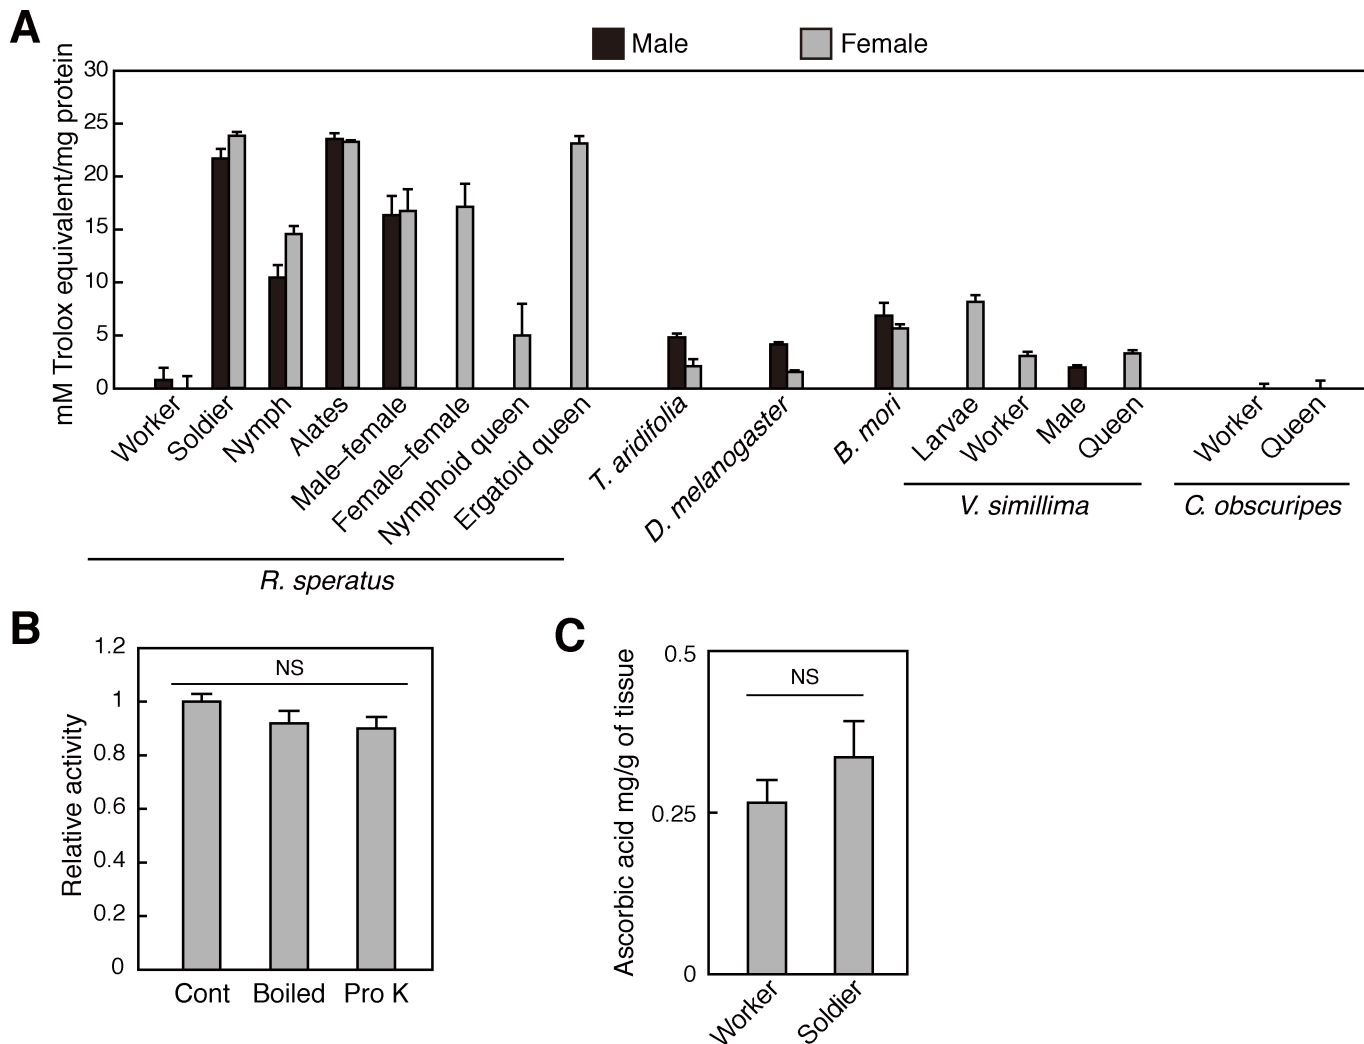 A
Male
Female
mM Trolox equivalent/mg protein
30
25
20
15
10
5
0
Worker
Soldier
Nymph
Alates
Male–female
Female–female
Nymphoid queen
Ergatoid queen
T. aridifolia
D. melanogaster
B. mori
Larvae
Worker
Male
Queen
Worker
Queen
R. speratus
V. simillima
C. obscuripes
B
Relative activity
1.2
1
0.8
0.6
0.4
0.2
0
NS
Cont
Boiled
Pro K
C
Ascorbic acid mg/g of tissue
0.5
0.25
0
NS
Worker
Soldier